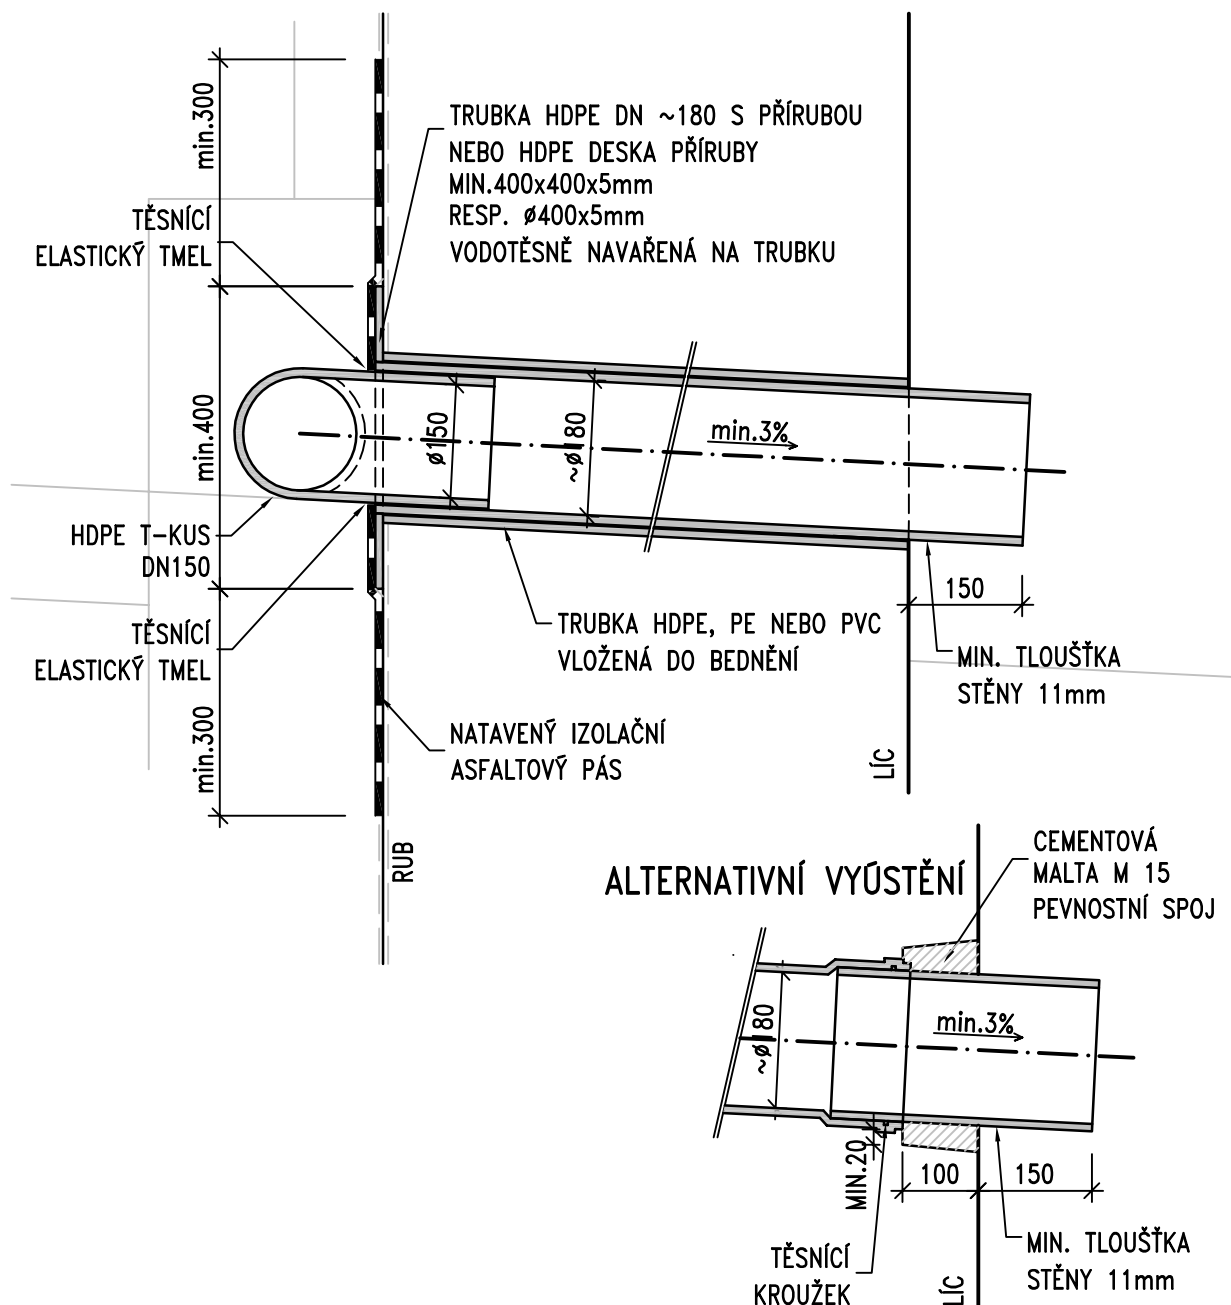 min.300
TRUBKA HDPE DN ~180 S PŘÍRUBOU
NEBO HDPE DESKA PŘÍRUBY
MIN.400x400x5mm
RESP. ø400x5mm
VODOTĚSNĚ NAVAŘENÁ NA TRUBKU
TĚSNÍCÍ
ELASTICKÝ TMEL
min.400
ø150
~ø180
min.3%
HDPE T-KUS
DN150
150
TĚSNÍCÍ
ELASTICKÝ TMEL
TRUBKA HDPE, PE NEBO PVC
VLOŽENÁ DO BEDNĚNÍ
MIN. TLOUŠŤKA
STĚNY 11mm
min.300
NATAVENÝ IZOLAČNÍ
ASFALTOVÝ PÁS
LÍC
RUB
ALTERNATIVNÍ VYÚSTĚNÍ
CEMENTOVÁ
MALTA M 15
PEVNOSTNÍ SPOJ
~ø180
min.3%
MIN.20
100
150
TĚSNÍCÍ
KROUŽEK
LÍC
MIN. TLOUŠŤKA
STĚNY 11mm